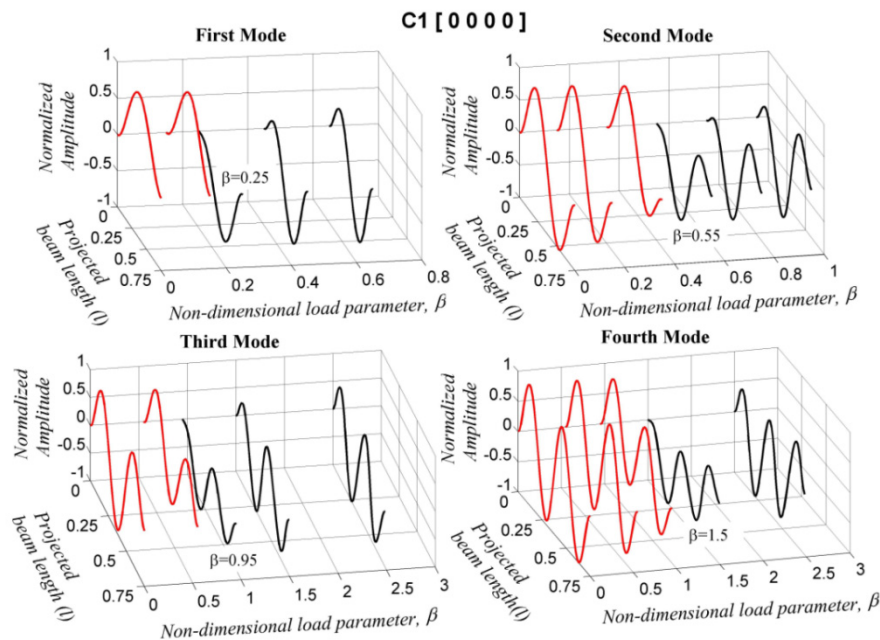 C1 [ 0 0 0 0 ]
First Mode
Normalized
Amplitude
1
0.5
0
-0.5
-1
0
0.25
0.5
0.75
Projected
beam length (l)
β=0.25
0
0.2
0.4
0.6
0.8
Non-dimensional load parameter, β
Second Mode
Normalized
Amplitude
1
0.5
0
-0.5
-1
0
0.25
0.5
0.75
Projected
beam length (l)
β=0.55
0
0.2
0.4
0.6
0.8
1
Non-dimensional load parameter, β
Third Mode
Normalized
Amplitude
1
0.5
0
-0.5
-1
0
0.25
0.5
0.75
Projected
beam length (l)
β=0.95
0
0.5
1
1.5
2
2.5
3
Non-dimensional load parameter, β
Fourth Mode
Normalized
Amplitude
1
0.5
0
-0.5
-1
0
0.25
0.5
0.75
Projected
beam length(l)
β=1.5
0
0.5
1
1.5
2
2.5
3
Non-dimensional load parameter, β